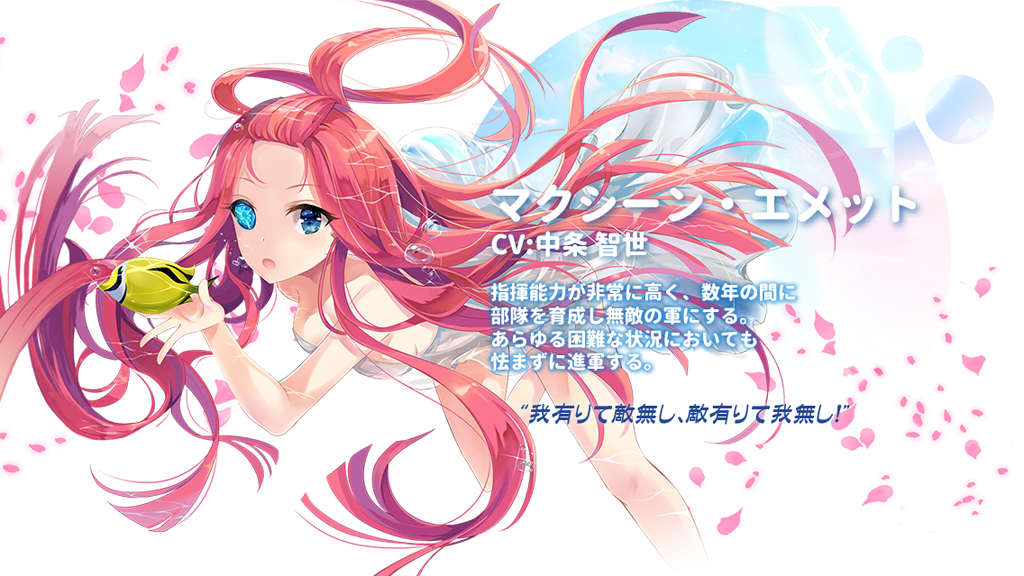 マクシーン・エメット
CV:中条 智世
指揮能力が非常に高く、数年の間に
部隊を育成し無敵の軍にする。
あらゆる困難な状況においても
怯まずに進軍する。
“我有りて敵無し、敵有りて我無し!”